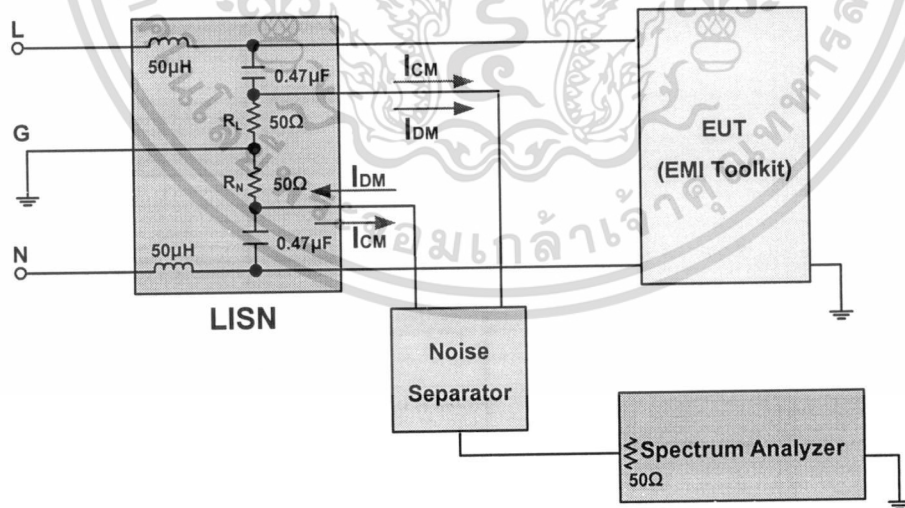 L
50µH
0.47µF
ICM
IDM
RL 50Ω
G
RN 50Ω
IDM
ICM
0.47µF
50µH
N
LISN
EUT
(EMI Toolkit)
Noise
Separator
Spectrum Analyzer
50Ω